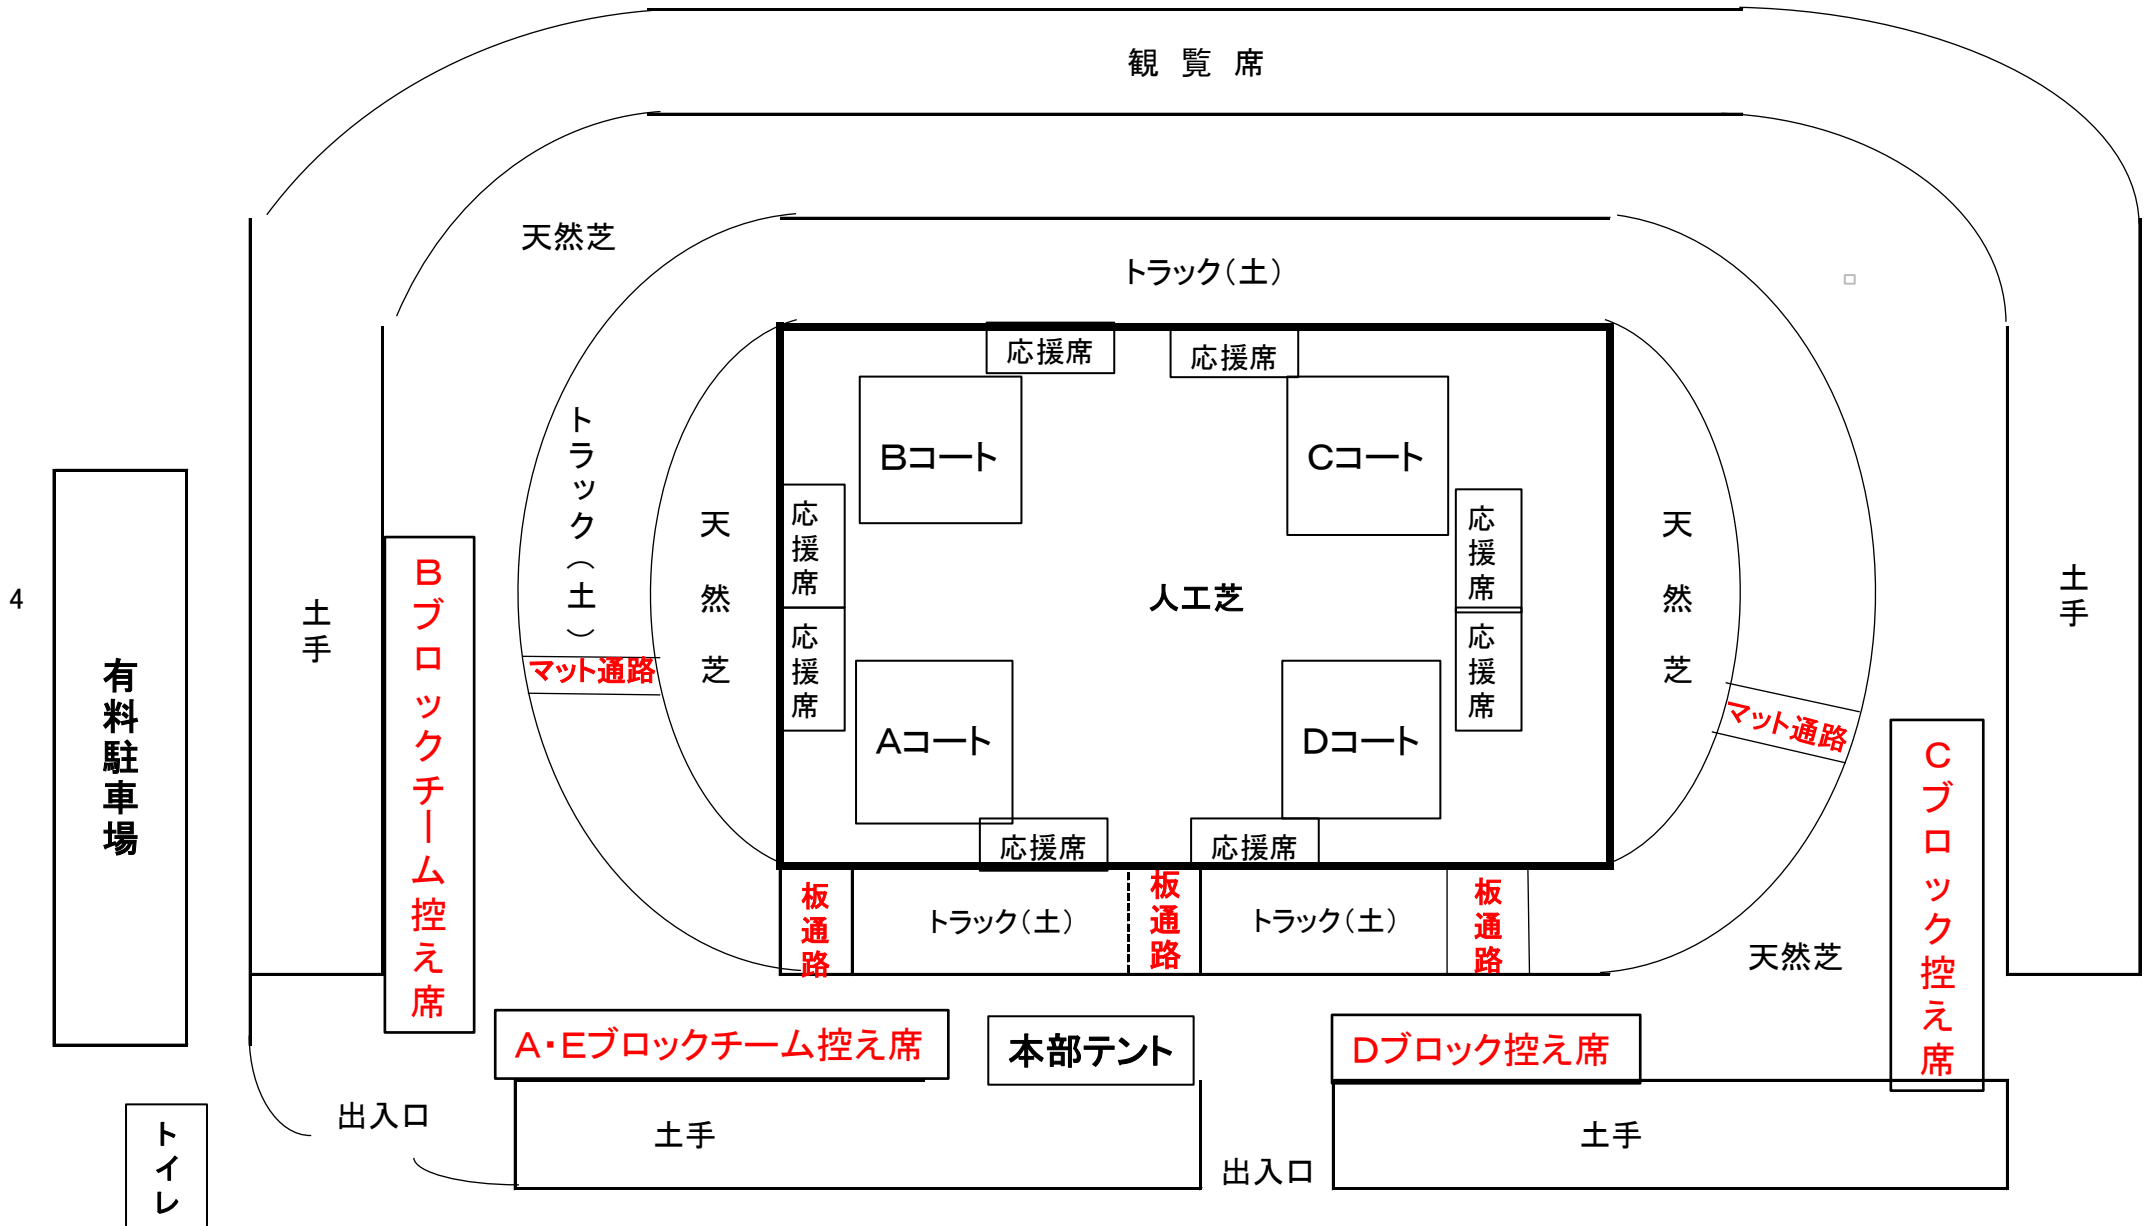 観 覧 席
天然芝
トラック（土）
応援席
応援席
Bコート
Cコート
トラック（土）
天然芝
応援席
応援席
人工芝
応援席
応援席
天然芝
4
有料駐車場
土手
Bブロックチーム控え席
マット通路
マット通路
土手
Cブロック控え席
Aコート
Dコート
応援席
応援席
板通路
トラック（土）
板通路
トラック（土）
板通路
天然芝
A・Eブロックチーム控え席
本部テント
Dブロック控え席
出入口
土手
出入口
土手
トイレ